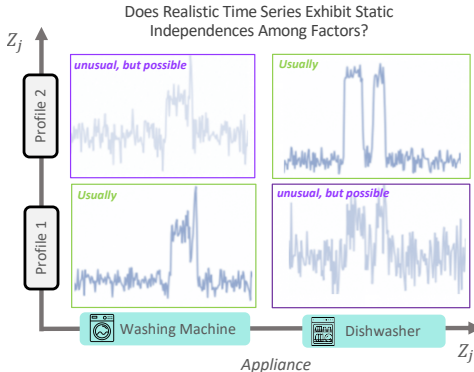 Does Realistic Time Series Exhibit Static
Independences Among Factors?
Z_j
Profile 2
unusual, but possible
Usually
Profile 1
Usually
unusual, but possible
Washing Machine
Dishwasher
Z_j
Appliance